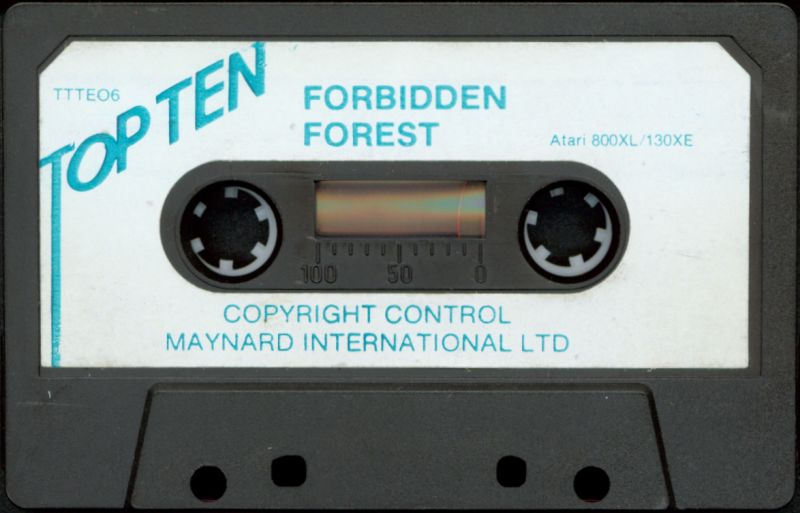 TTTE06
TOP TEN
FORBIDDEN
FOREST
Atari 800XL/130XE
100 50 0
COPYRIGHT CONTROL
MAYNARD INTERNATIONAL LTD